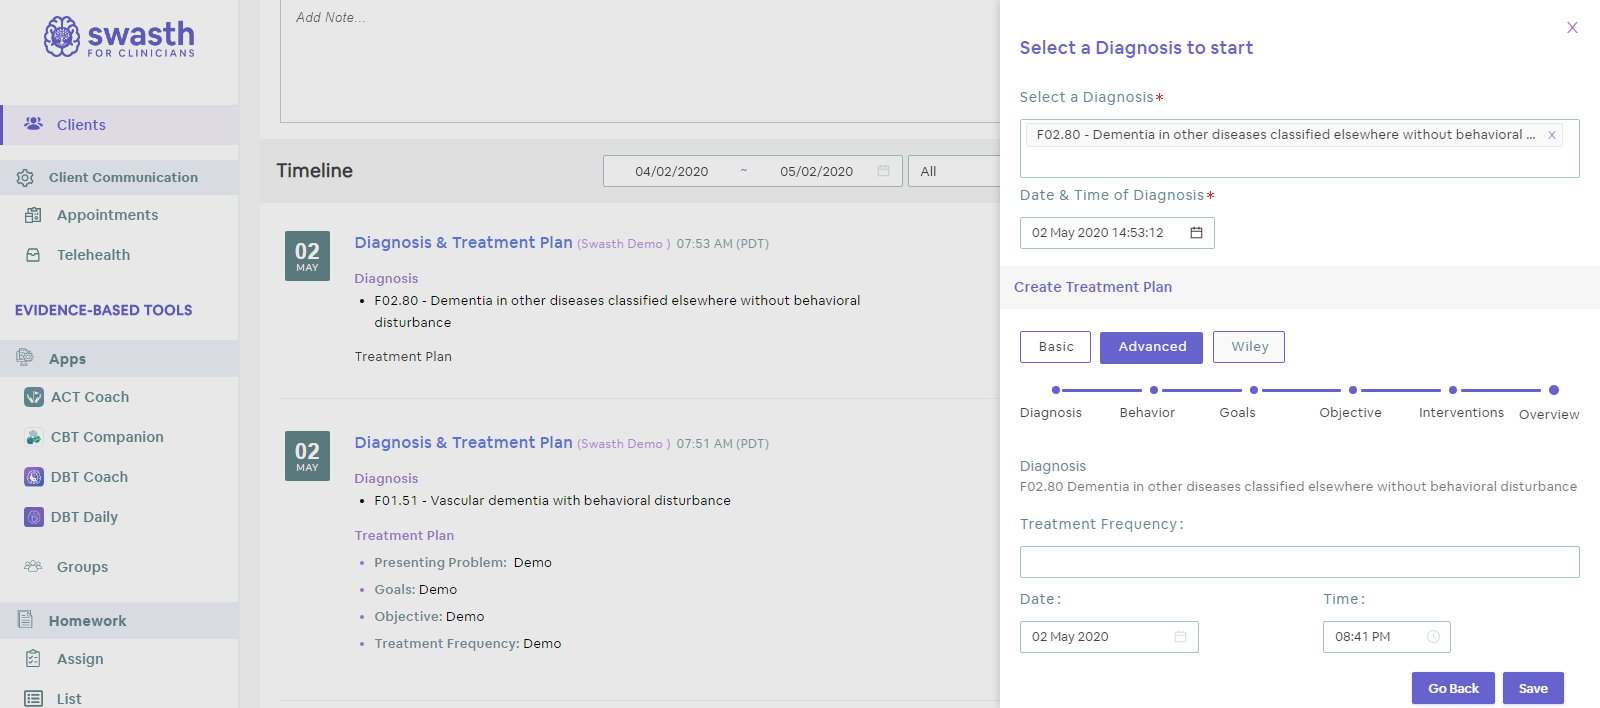 swasth
FOR CLINICIANS
Clients
Client Communication
Appointments
Telehealth
EVIDENCE-BASED TOOLS
Apps
ACT Coach
CBT Companion
DBT Coach
DBT Daily
Groups
Homework
Assign
List
Add Note...
Timeline
04/02/2020 ~ 05/02/2020
All
02
MAY
Diagnosis & Treatment Plan (Swasth Demo ) 07:53 AM (PDT)
Diagnosis
• F02.80 - Dementia in other diseases classified elsewhere without behavioral
disturbance
Treatment Plan
02
MAY
Diagnosis & Treatment Plan (Swasth Demo ) 07:51 AM (PDT)
Diagnosis
• F01.51 - Vascular dementia with behavioral disturbance
Treatment Plan
• Presenting Problem: Demo
• Goals: Demo
• Objective: Demo
• Treatment Frequency: Demo
X
Select a Diagnosis to start
Select a Diagnosis*
F02.80 - Dementia in other diseases classified elsewhere without behavioral ... X
Date & Time of Diagnosis*
02 May 2020 14:53:12
Create Treatment Plan
Basic Advanced Wiley
Diagnosis Behavior Goals Objective Interventions Overview
Diagnosis
F02.80 Dementia in other diseases classified elsewhere without behavioral disturbance
Treatment Frequency:
Date: Time:
02 May 2020 08:41 PM
Go Back Save